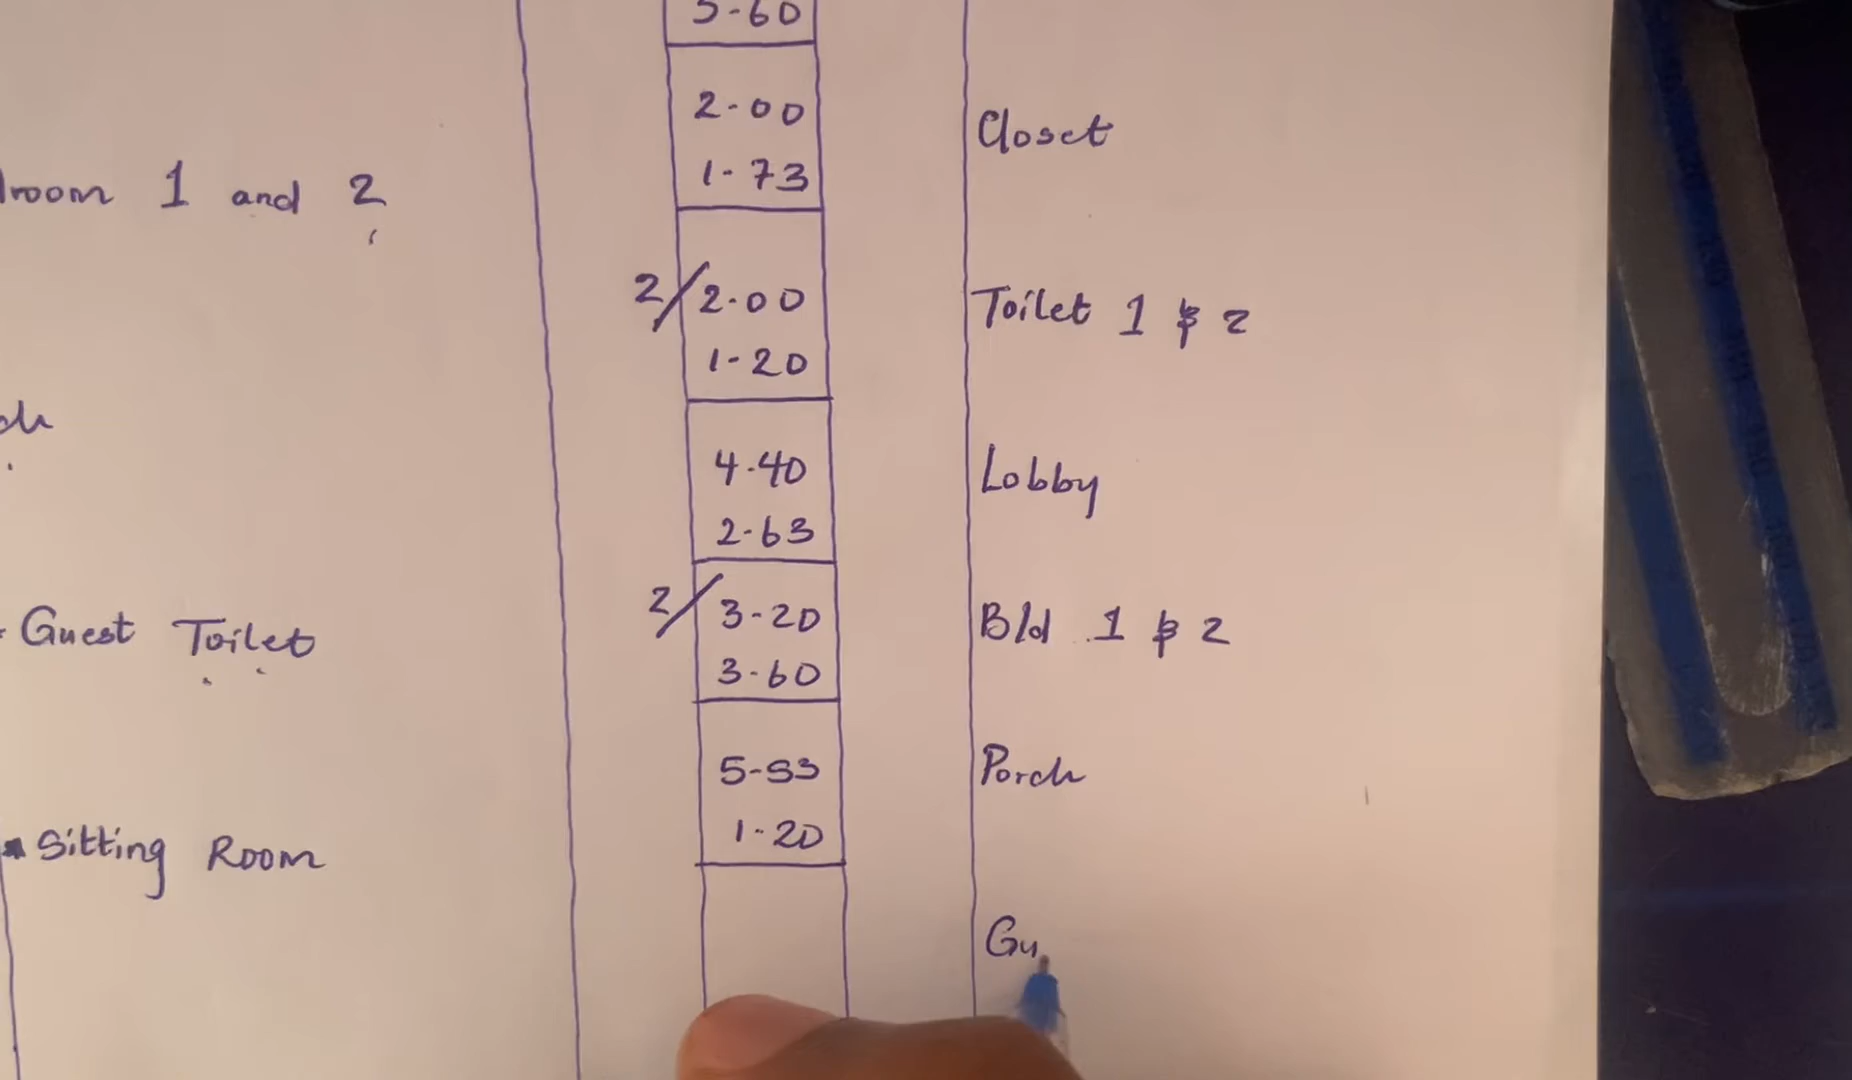 3-60
2-00
1-73
Closet
room 1 and 2
2/2.00
1-20
Toilet 1 & 2
4.40
2-63
Lobby
2/3-20
3-60
B/d 1 & 2
Guest Toilet
5-53
1-20
Porch
Sitting Room
Gu